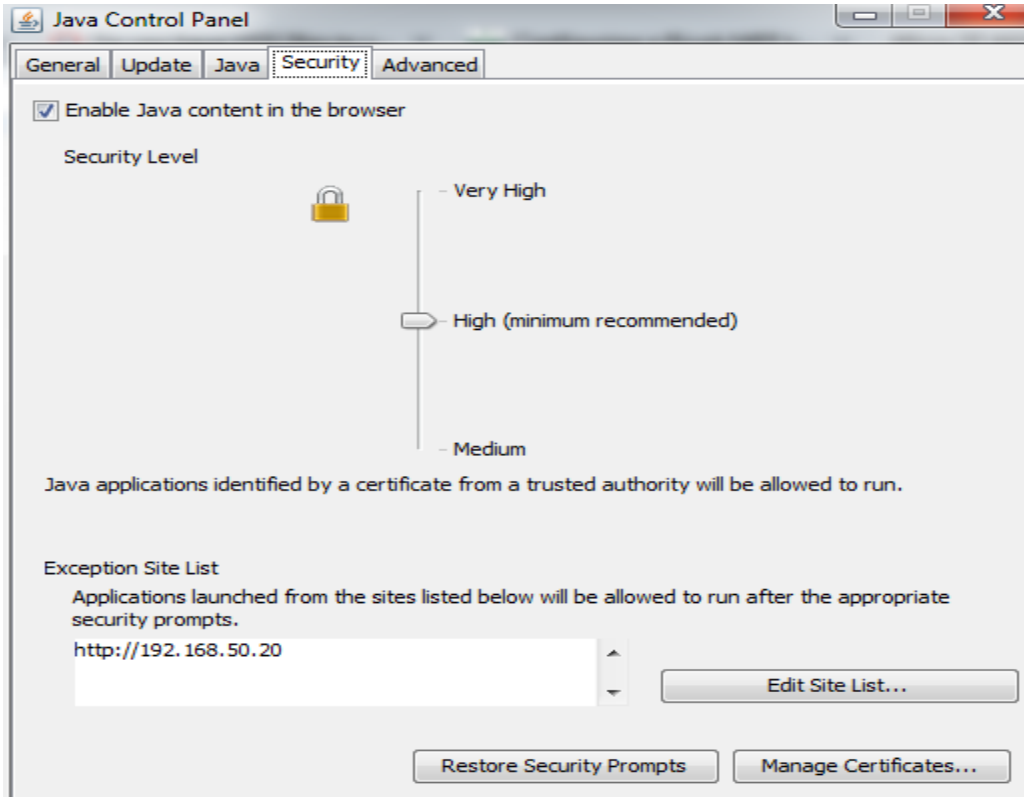 Java Control Panel
General Update Java Security Advanced
Enable Java content in the browser
Security Level
Very High
High (minimum recommended)
Medium
Java applications identified by a certificate from a trusted authority will be allowed to run.
Exception Site List
Applications launched from the sites listed below will be allowed to run after the appropriate
security prompts.
http://192.168.50.20
Edit Site List...
Restore Security Prompts Manage Certificates...